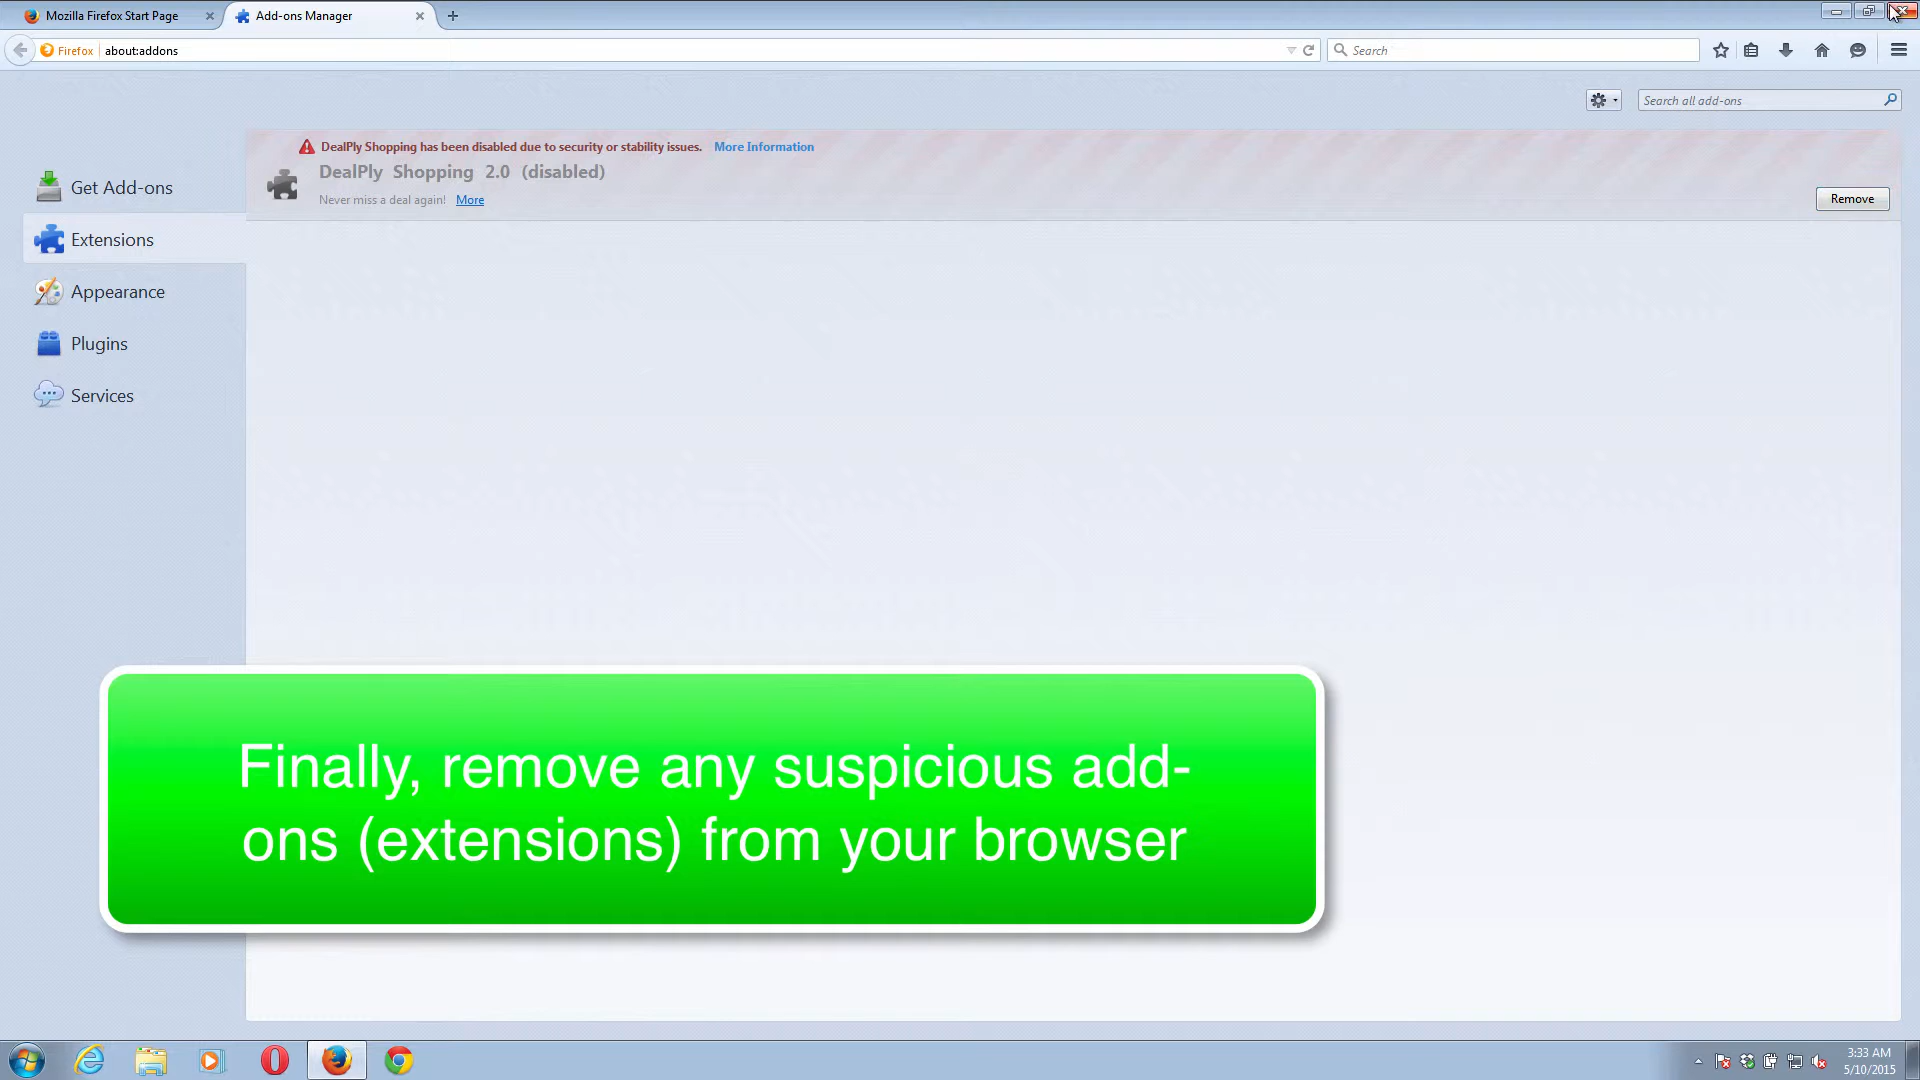 Mozilla Firefox Start Page
Add-ons Manager
Firefox
about:addons
Search
Search all add-ons
DealPly Shopping has been disabled due to security or stability issues. More Information
DealPly Shopping 2.0 (disabled)
Never miss a deal again! More
Remove
Get Add-ons
Extensions
Appearance
Plugins
Services
Finally, remove any suspicious add-
ons (extensions) from your browser
3:33 AM
5/10/2015